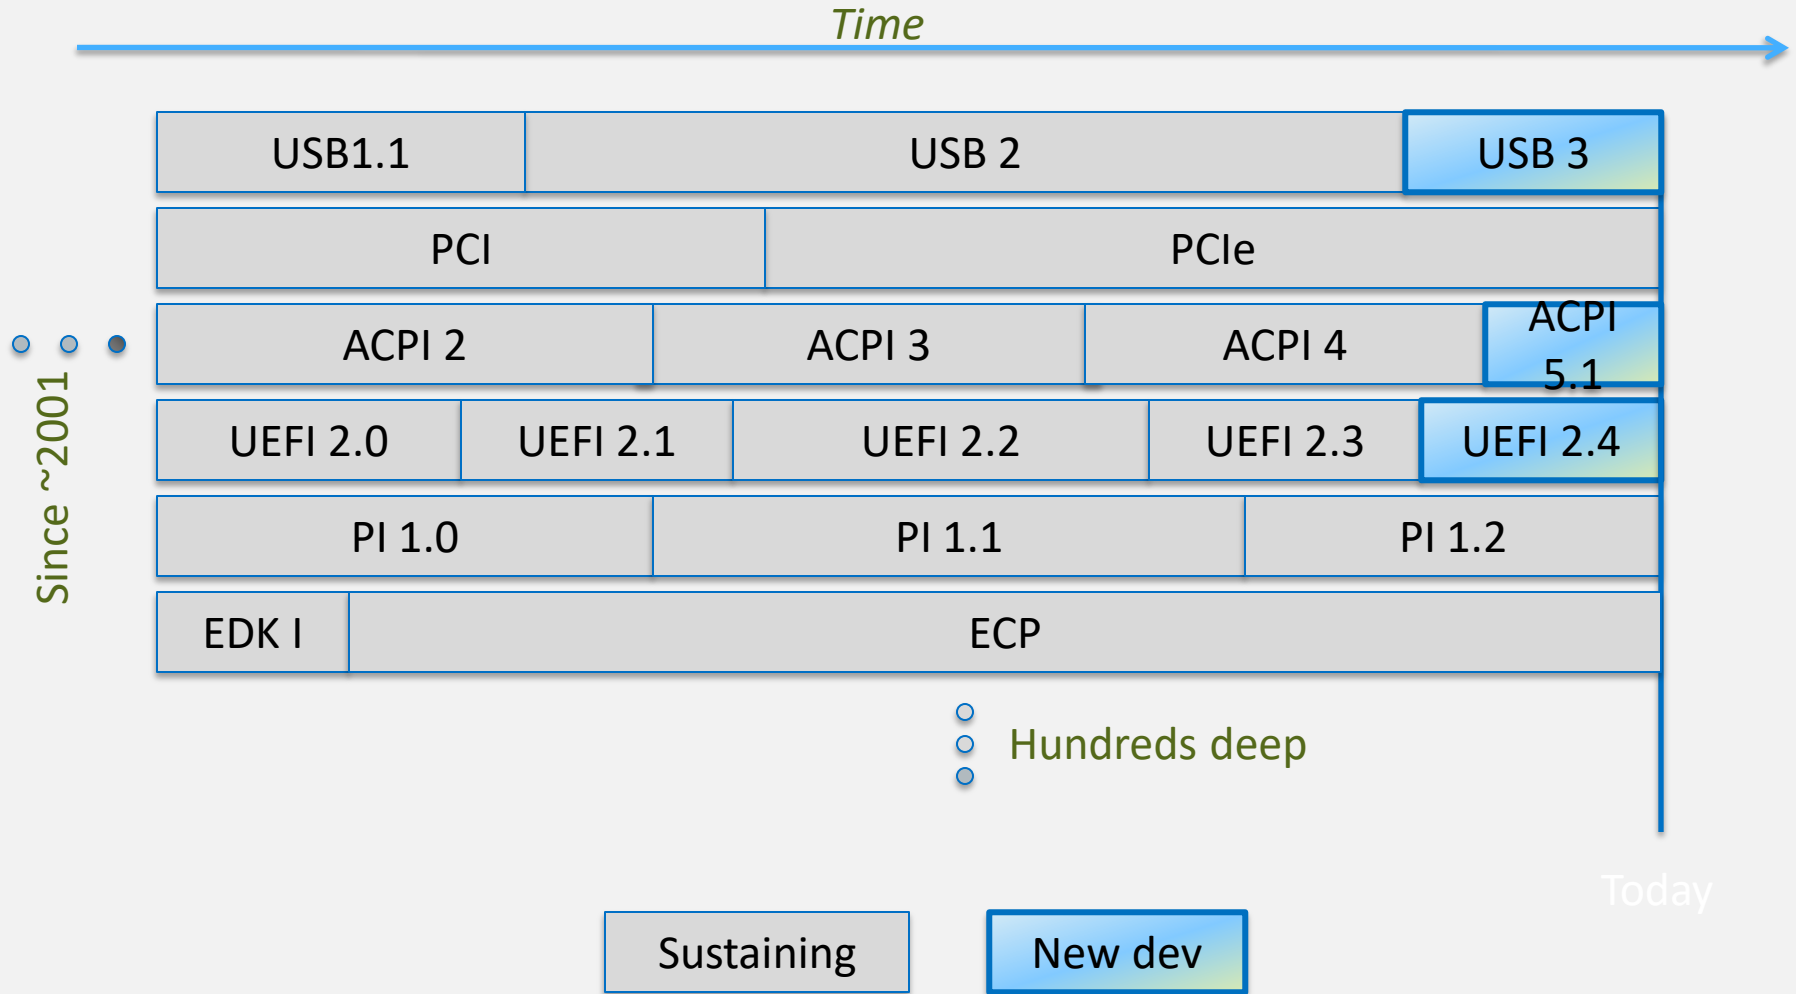 Time
USB1.1 USB 2 USB 3
PCI PCIe
ACPI 2 ACPI 3 ACPI 4 ACPI
5.1
Since ~2001
UEFI 2.0 UEFI 2.1 UEFI 2.2 UEFI 2.3 UEFI 2.4
PI 1.0 PI 1.1 PI 1.2
EDK I ECP
Hundreds deep
Today
Sustaining New dev